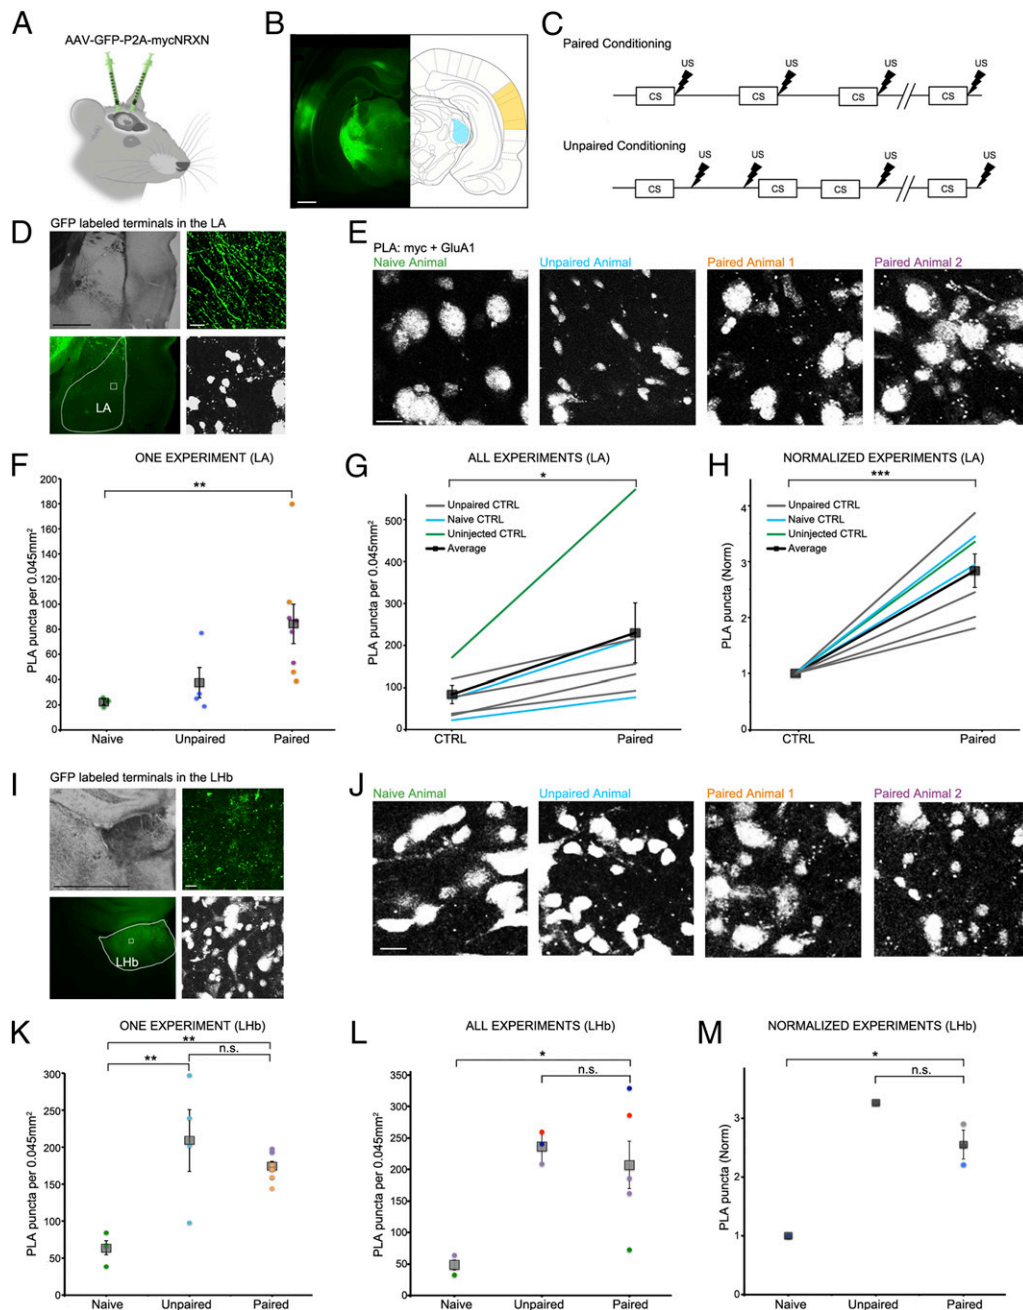 A
AAV-GFP-P2A-mycNRXN
B
C
Paired Conditioning
US US US US
CS CS CS CS
Unpaired Conditioning
US US US US
CS CS CS CS
D
GFP labeled terminals in the LA
LA
E
PLA: myc + GluA1
Naive Animal Unpaired Animal Paired Animal 1 Paired Animal 2
F
ONE EXPERIMENT (LA)
**
PLA puncta per 0.045mm²
200
180
160
140
120
100
80
60
40
20
0
Naive Unpaired Paired
G
ALL EXPERIMENTS (LA)
*
PLA puncta per 0.045mm²
500
400
300
200
100
0
Unpaired CTRL
Naive CTRL
Uninjected CTRL
Average
CTRL Paired
H
NORMALIZED EXPERIMENTS (LA)
***
PLA puncta (Norm)
4
3
2
1
0
Unpaired CTRL
Naive CTRL
Uninjected CTRL
Average
CTRL Paired
I
GFP labeled terminals in the LHb
LHb
J
Naive Animal Unpaired Animal Paired Animal 1 Paired Animal 2
K
ONE EXPERIMENT (LHb)
**
n.s.
**
PLA puncta per 0.045mm²
300
250
200
150
100
50
0
Naive Unpaired Paired
L
ALL EXPERIMENTS (LHb)
*
n.s.
PLA puncta per 0.045mm²
350
300
250
200
150
100
50
0
Naive Unpaired Paired
M
NORMALIZED EXPERIMENTS (LHb)
*
n.s.
PLA puncta (Norm)
3
2
1
0
Naive Unpaired Paired